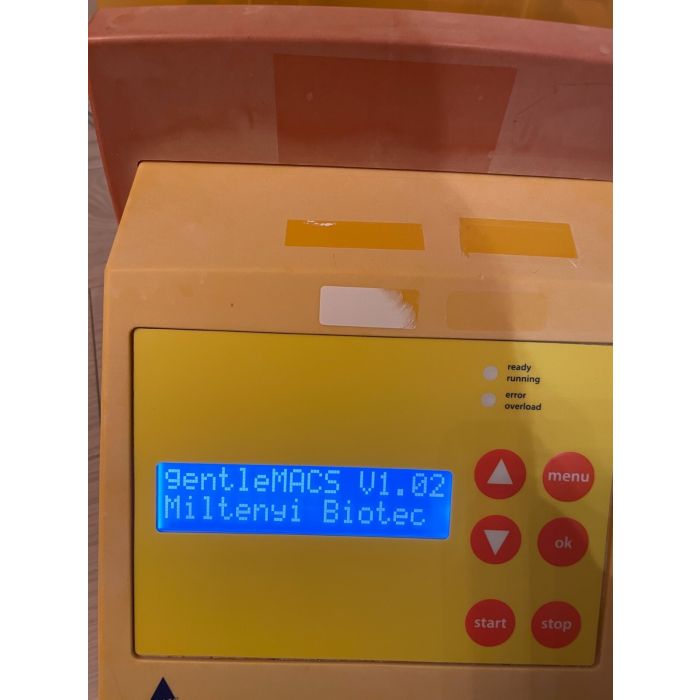 ready
running
error
overload
gentleMACS V1.02
Miltenyi Biotec
menu
ok
start
stop